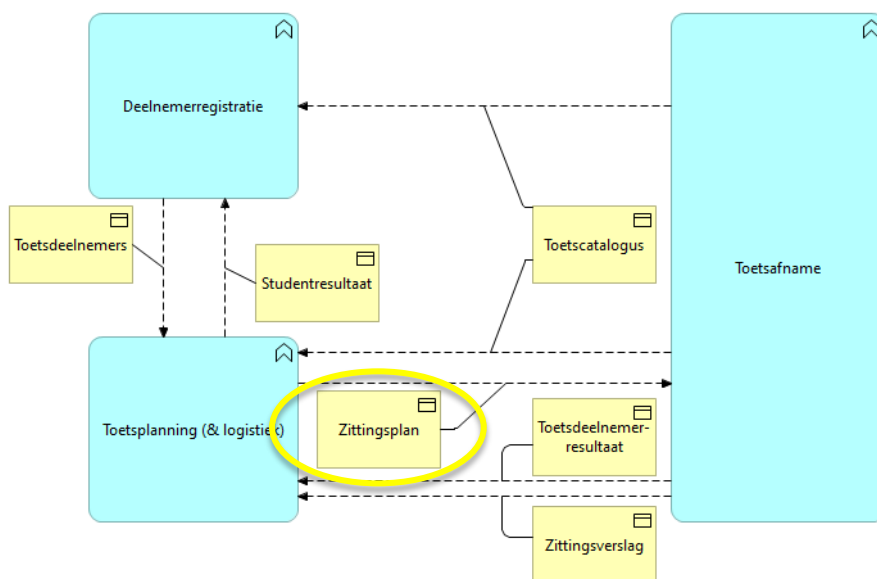 Deelnemerregistratie
Toetsdeelnemers
Studentresultaat
Toetscatalogus
Toetsafname
Toetsplanning (& logistiek)
Zittingsplan
Toetsdeelnemer-
resultaat
Zittingsverslag